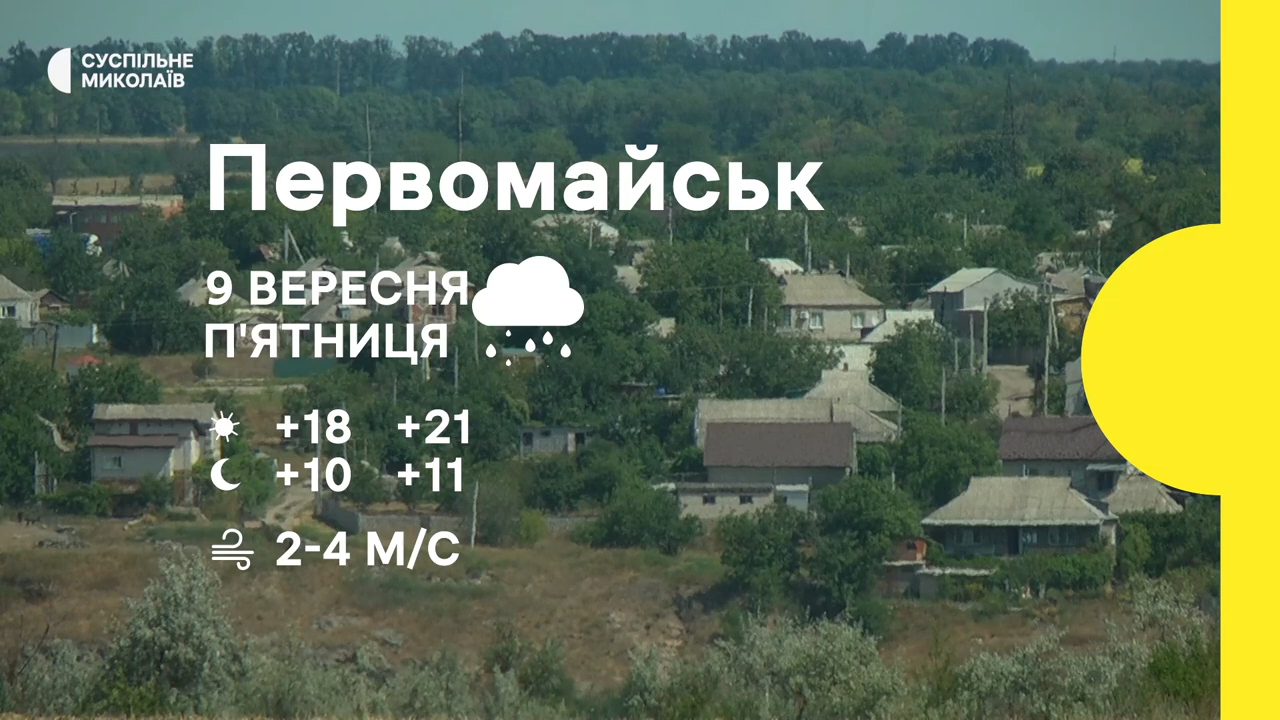 СУСПІЛЬНЕ
МИКОЛАЇВ
Первомайськ
9 ВЕРЕСНЯ
П'ЯТНИЦЯ
+18 +21
+10 +11
2-4 М/С